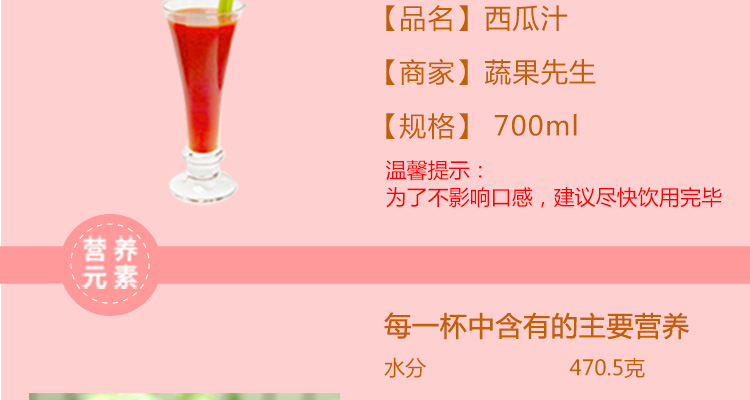 【品名】西瓜汁
【商家】蔬果先生
【规格】 700ml
温馨提示：
为了不影响口感，建议尽快饮用完毕
营养
元素
每一杯中含有的主要营养
水分 470.5克